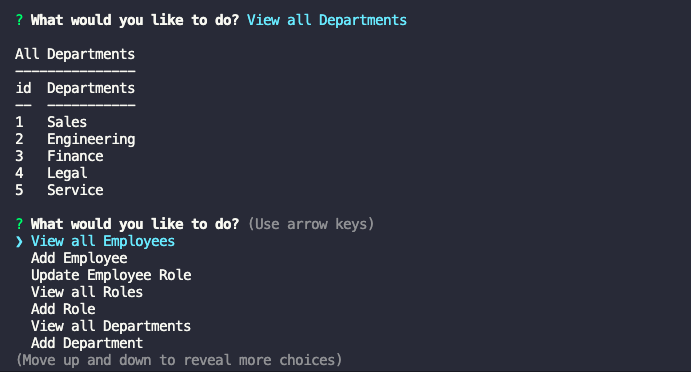 ? What would you like to do? View all Departments
All Departments
---------------
id  Departments
--  -----------
1   Sales
2   Engineering
3   Finance
4   Legal
5   Service
? What would you like to do? (Use arrow keys)
❯ View all Employees
  Add Employee
  Update Employee Role
  View all Roles
  Add Role
  View all Departments
  Add Department
(Move up and down to reveal more choices)